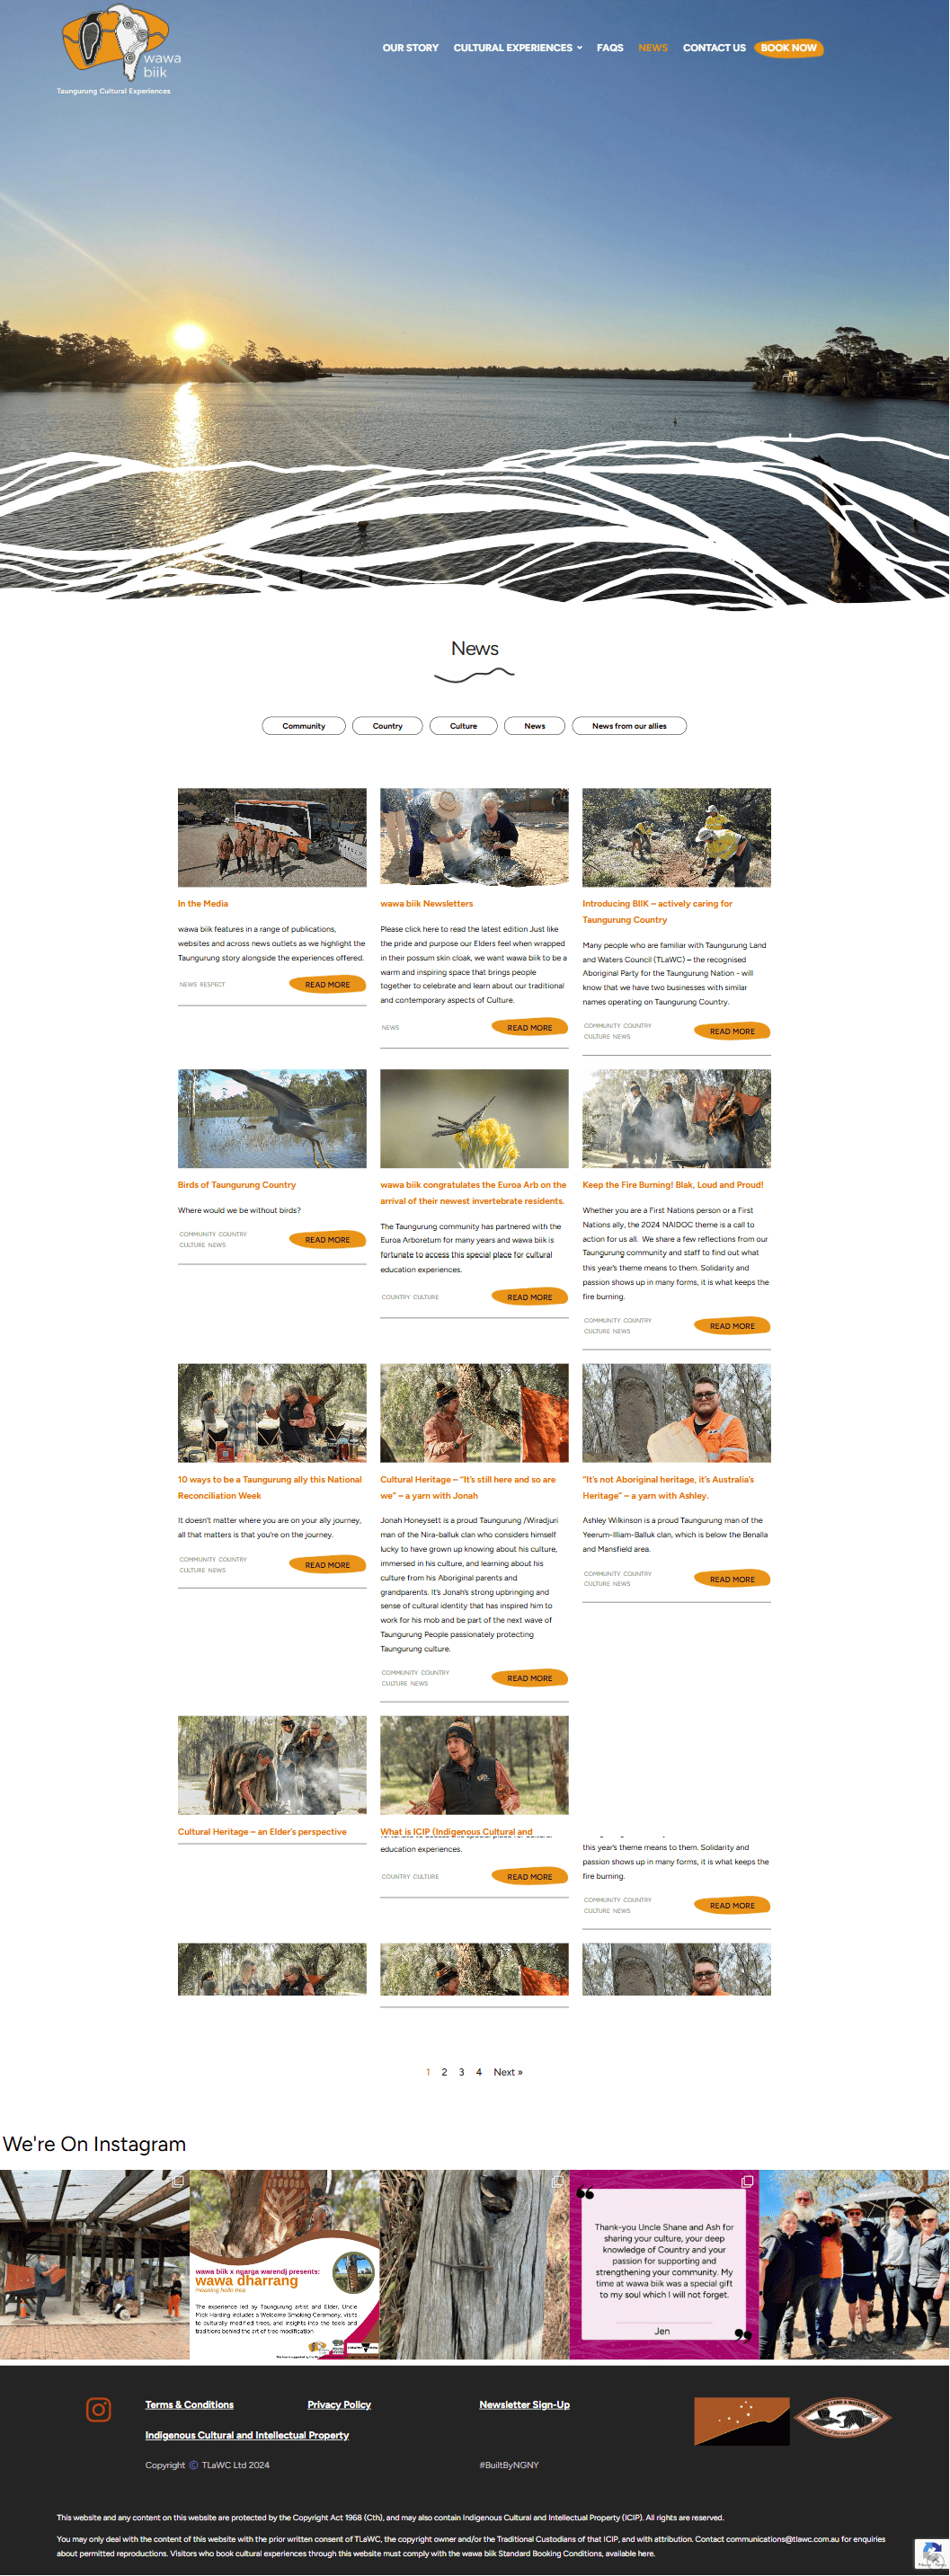 wawa
biik
Taungurung Cultural Experiences
OUR STORY CULTURAL EXPERIENCES FAQS NEWS CONTACT US BOOK NOW
News
Community Country Culture News News from our allies
In the Media
wawa biik features in a range of publications,
websites and across news outlets as we highlight the
Taungurung story alongside the experiences offered.
NEWS RESPECT
READ MORE
wawa biik Newsletters
Please click here to read the latest edition Just like
the pride and purpose our Elders feel when wrapped
in their possum skin cloak, we want wawa biik to be a
warm and inspiring space that brings people
together to celebrate and learn about our traditional
and contemporary aspects of Culture.
NEWS
READ MORE
Introducing BIIK – actively caring for
Taungurung Country
Many people who are familiar with Taungurung Land
and Waters Council (TLaWC) – the recognised
Aboriginal Party for the Taungurung Nation - will
know that we have two businesses with similar
names operating on Taungurung Country.
COMMUNITY COUNTRY
CULTURE NEWS
READ MORE
Birds of Taungurung Country
Where would we be without birds?
COMMUNITY COUNTRY
CULTURE NEWS
READ MORE
wawa biik congratulates the Euroa Arb on the
arrival of their newest invertebrate residents.
The Taungurung community has partnered with the
Euroa Arboretum for many years and wawa biik is
fortunate to access this special place for cultural
education experiences.
COUNTRY CULTURE
READ MORE
Keep the Fire Burning! Blak, Loud and Proud!
Whether you are a First Nations person or a First
Nations ally, the 2024 NAIDOC theme is a call to
action for us all. We share a few reflections from our
Taungurung community and staff to find out what
this year's theme means to them. Solidarity and
passion shows up in many forms, it is what keeps the
fire burning.
COMMUNITY COUNTRY
CULTURE NEWS
READ MORE
10 ways to be a Taungurung ally this National
Reconciliation Week
It doesn't matter where you are on your ally journey,
all that matters is that you're on the journey.
COMMUNITY COUNTRY
CULTURE NEWS
READ MORE
Cultural Heritage – "It's still here and so are
we" – a yarn with Jonah
Jonah Honeysett is a proud Taungurung /Wiradjuri
man of the Nira-balluk clan who considers himself
lucky to have grown up knowing about his culture,
immersed in his culture, and learning about his
culture from his Aboriginal parents and
grandparents. It's Jonah's strong upbringing and
sense of cultural identity that has inspired him to
work for his mob and be part of the next wave of
Taungurung People passionately protecting
Taungurung culture.
COMMUNITY COUNTRY
CULTURE NEWS
READ MORE
"It's not Aboriginal heritage, it's Australia's
Heritage" – a yarn with Ashley.
Ashley Wilkinson is a proud Taungurung man of the
Yeerum-Illiam-Balluk clan, which is below the Benalla
and Mansfield area.
COMMUNITY COUNTRY
CULTURE NEWS
READ MORE
Cultural Heritage – an Elder's perspective
What is ICIP (Indigenous Cultural and
education experiences.
COUNTRY CULTURE
READ MORE
this year's theme means to them. Solidarity and
passion shows up in many forms, it is what keeps the
fire burning.
COMMUNITY COUNTRY
CULTURE NEWS
READ MORE
1 2 3 4 Next »
We're On Instagram
wawa biik x ngarga warendj presents:
wawa dharrang
meaning hello tree
The experience led by Taungurung artist and Elder, Uncle
Mick Harding includes a Welcome Smoking Ceremony, visits
to culturally modified trees, and insights into the tools and
traditions behind the art of tree modification
Thank-you Uncle Shane and Ash for
sharing your culture, your deep
knowledge of Country and your
passion for supporting and
strengthening your community. My
time at wawa biik was a special gift
to my soul which I will not forget.
Jen
Terms & Conditions Privacy Policy Newsletter Sign-Up
Indigenous Cultural and Intellectual Property
Copyright © TLaWC Ltd 2024 #BuiltByNGNY
This website and any content on this website are protected by the Copyright Act 1968 (Cth), and may also contain Indigenous Cultural and Intellectual Property (ICIP). All rights are reserved.
You may only deal with the content of this website with the prior written consent of TLaWC, the copyright owner and/or the Traditional Custodians of that ICIP, and with attribution. Contact communications@tlawc.com.au for enquiries
about permitted reproductions. Visitors who book cultural experiences through this website must comply with the wawa biik Standard Booking Conditions, available here.